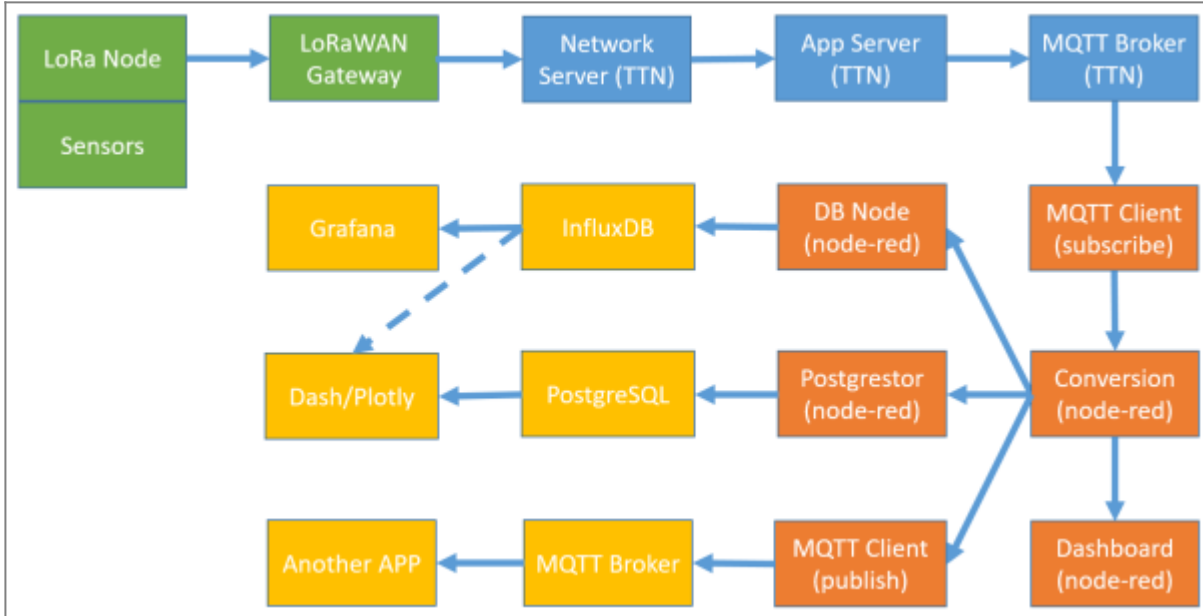 LoRa Node
LoRaWAN
Gateway
Network
Server (TTN)
App Server
(TTN)
MQTT Broker
(TTN)
Sensors
Grafana
InfluxDB
DB Node
(node-red)
MQTT Client
(subscribe)
Dash/Plotly
PostgreSQL
Postgrestor
(node-red)
Conversion
(node-red)
Another APP
MQTT Broker
MQTT Client
(publish)
Dashboard
(node-red)